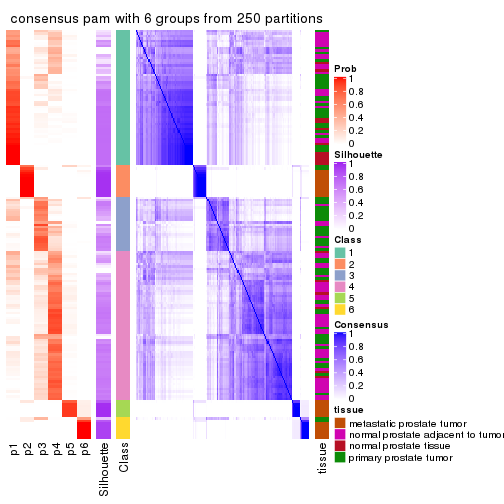 consensus pam with 6 groups from 250 partitions
Prob
1
0.8
0.6
0.4
0.2
0
Silhouette
1
0.8
0.6
0.4
0.2
0
Class
1
2
3
4
5
6
Consensus
1
0.8
0.6
0.4
0.2
0
tissue
metastatic prostate tumor
normal prostate adjacent to tumor
normal prostate tissue
primary prostate tumor
p1
p2
p3
p4
p5
p6
Silhouette
Class
tissue